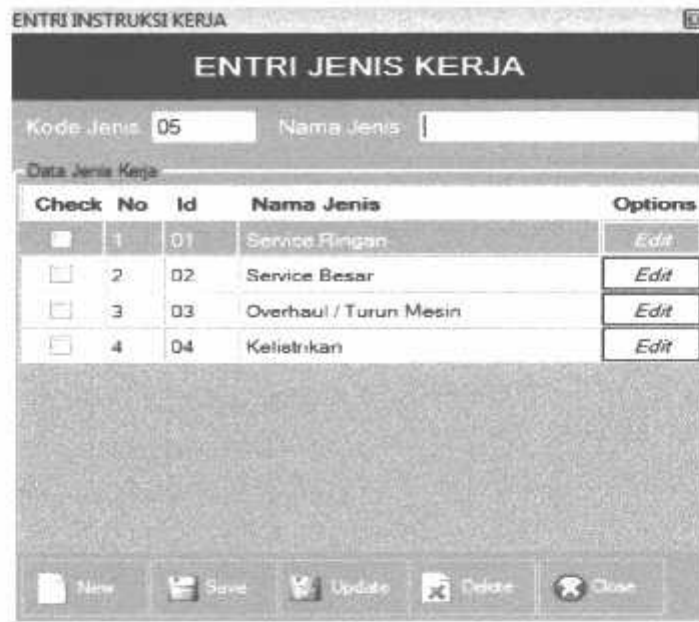 ENTRI INSTRUKSI KERJA
ENTRI JENIS KERJA
Kode Jenis 05 Nama Jenis
Data Jenis Kerja
Check No Id Nama Jenis Options
1 01 Service Ringan Edit
2 02 Service Besar Edit
3 03 Overhaul / Turun Mesin Edit
4 04 Kelistrikan Edit
New Save Update Delete Close